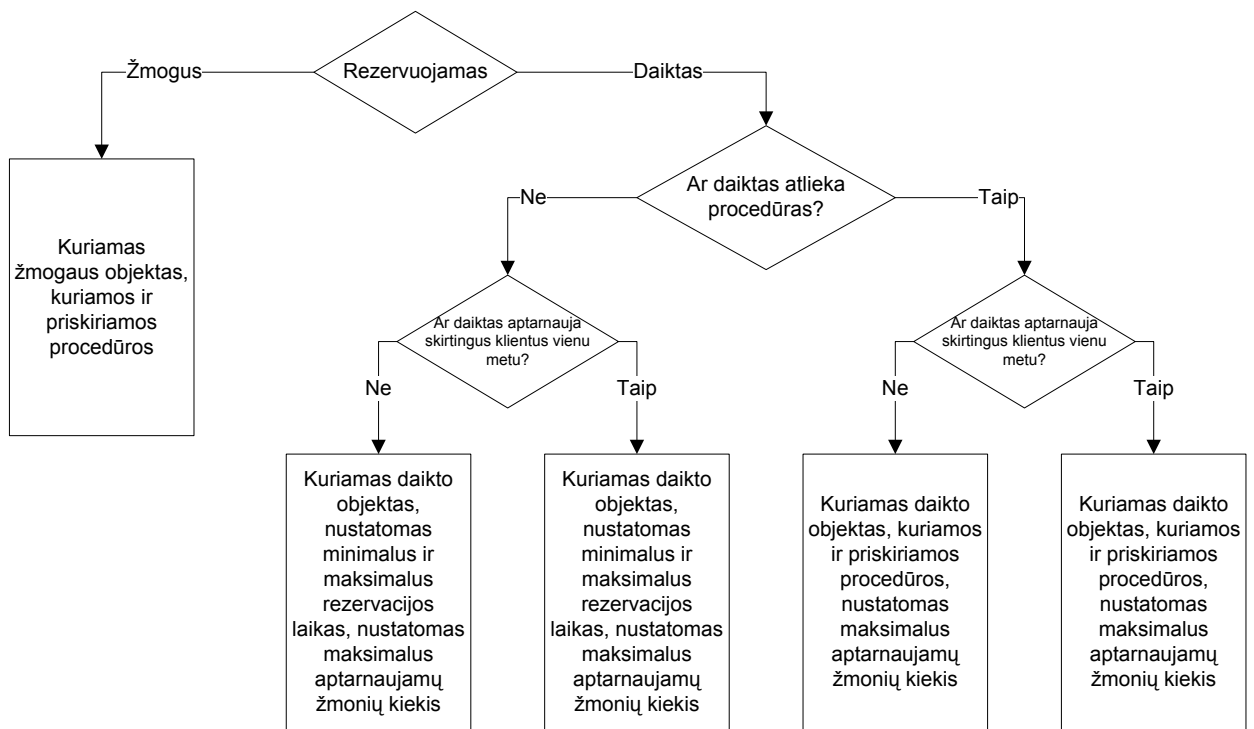 Žmogus
Rezervuojamas
Daiktas
Ar daiktas atlieka
procedūras?
Ne
Taip
Kuriamas
žmogaus objektas,
kuriamos ir
priskiriamos
procedūros
Ar daiktas aptarnauja
skirtingus klientus vienu
metu?
Ne
Taip
Ar daiktas aptarnauja
skirtingus klientus vienu
metu?
Ne
Taip
Kuriamas daikto
objektas,
nustatomas
minimalus ir
maksimalus
rezervacijos
laikas, nustatomas
maksimalus
aptarnaujamų
žmonių kiekis
Kuriamas daikto
objektas,
nustatomas
minimalus ir
maksimalus
rezervacijos
laikas, nustatomas
maksimalus
aptarnaujamų
žmonių kiekis
Kuriamas daikto
objektas, kuriamos
ir priskiriamos
procedūros,
nustatomas
maksimalus
aptarnaujamų
žmonių kiekis
Kuriamas daikto
objektas, kuriamos
ir priskiriamos
procedūros,
nustatomas
maksimalus
aptarnaujamų
žmonių kiekis